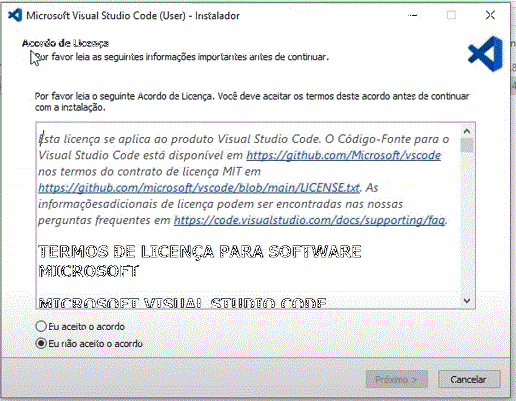 Microsoft Visual Studio Code (User) - Instalador
Acordo de Licença
Por favor leia as seguintes informações importantes antes de continuar.
Por favor leia o seguinte Acordo de Licença. Você deve aceitar os termos deste acordo antes de continuar
com a instalação.
Esta licença se aplica ao produto Visual Studio Code. O Código-Fonte para o
Visual Studio Code está disponível em https://github.com/Microsoft/vscode
nos termos do contrato de licença MIT em
https://github.com/microsoft/vscode/blob/main/LICENSE.txt. As
informaçõesadicionais de licença podem ser encontradas nas nossas
perguntas frequentes em https://code.visualstudio.com/docs/supporting/faq.
TERMOS DE LICENÇA PARA SOFTWARE
MICROSOFT
MICROSOFT VISUAL STUDIO CODE
Eu aceito o acordo
Eu não aceito o acordo
Próximo >
Cancelar